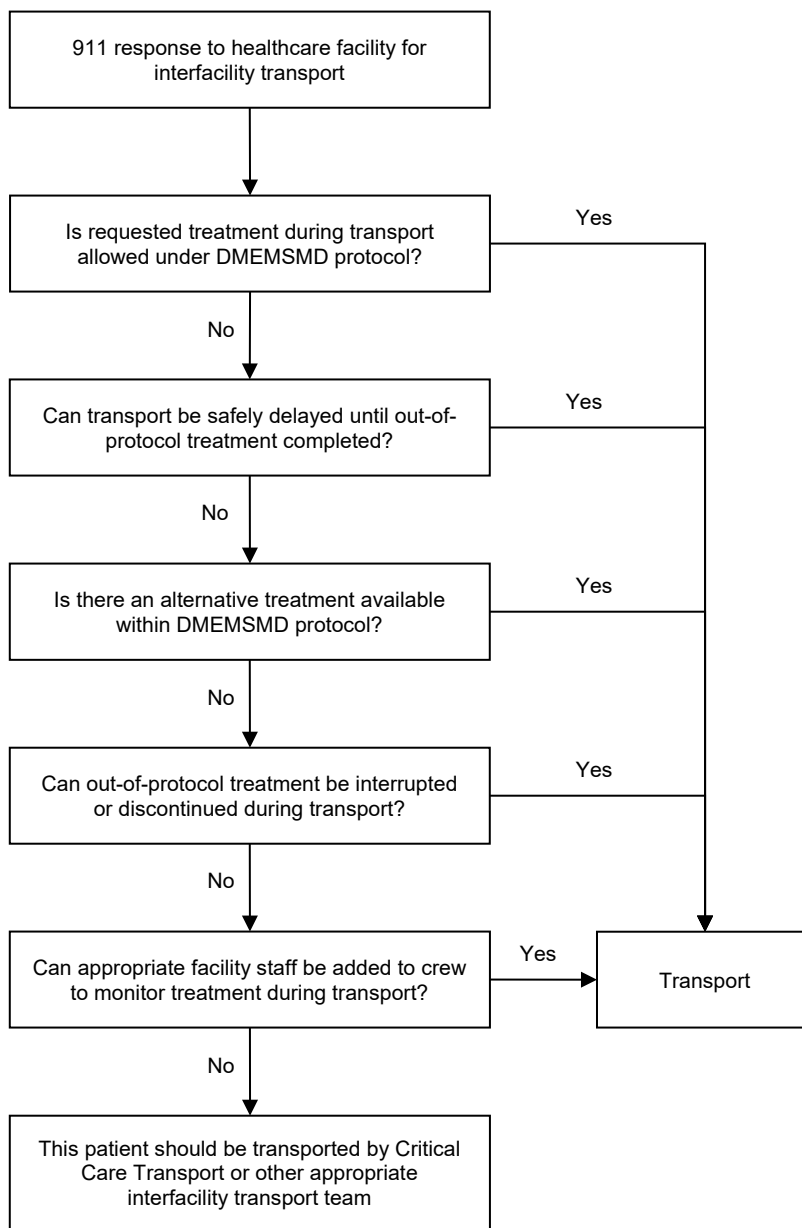 911 response to healthcare facility for
interfacility transport
Is requested treatment during transport
allowed under DMEMSMD protocol?
Yes
No
Can transport be safely delayed until out-of-
protocol treatment completed?
Yes
No
Is there an alternative treatment available
within DMEMSMD protocol?
Yes
No
Can out-of-protocol treatment be interrupted
or discontinued during transport?
Yes
No
Can appropriate facility staff be added to crew
to monitor treatment during transport?
Yes
Transport
No
This patient should be transported by Critical
Care Transport or other appropriate
interfacility transport team